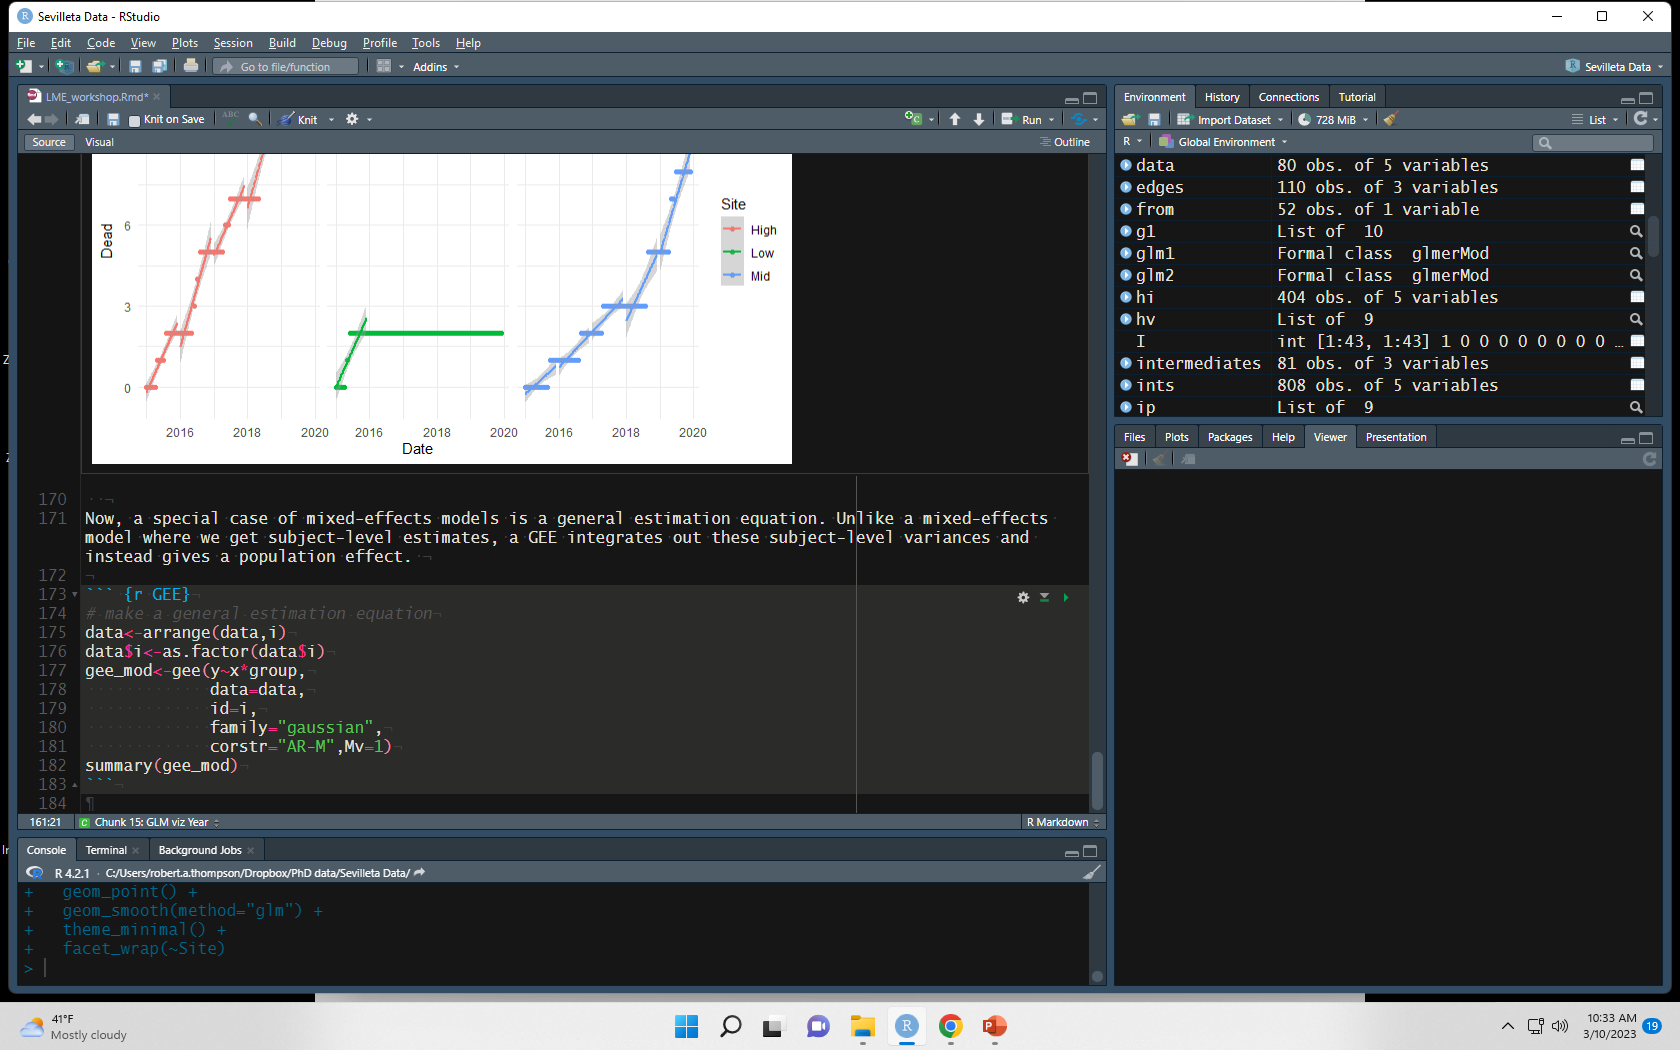 Sevilleta Data - RStudio
File Edit Code View Plots Session Build Debug Profile Tools Help
Go to file/function Addins Sevilleta Data
LME_workshop.Rmd*
Knit on Save ABC Knit Run
Source Visual Outline
Dead
6
3
0
2016 2018 2020 2016 2018 2020 2016 2018 2020
Date
Site
High
Low
Mid
170
171 Now, a special case of mixed-effects models is a general estimation equation. Unlike a mixed-effects
model where we get subject-level estimates, a GEE integrates out these subject-level variances and
instead gives a population effect.
172
173 ``` {r GEE}
174 # make a general estimation equation
175 data<-arrange(data,i)
176 data$i<-as.factor(data$i)
177 gee_mod<-gee(y~x*group,
178 data=data,
179 id=i,
180 family="gaussian",
181 corstr="AR-M",Mv=1)
182 summary(gee_mod)
183 ```
184
161:21 Chunk 15: GLM viz Year R Markdown
Console Terminal Background Jobs
R 4.2.1 · C:/Users/robert.a.thompson/Dropbox/PhD data/Sevilleta Data/
+ geom_point() +
+ geom_smooth(method="glm") +
+ theme_minimal() +
+ facet_wrap(~Site)
>
Environment History Connections Tutorial
Import Dataset 728 MiB List
R Global Environment
data 80 obs. of 5 variables
edges 110 obs. of 3 variables
from 52 obs. of 1 variable
g1 List of 10
glm1 Formal class glmerMod
glm2 Formal class glmerMod
hi 404 obs. of 5 variables
hv List of 9
I int [1:43, 1:43] 1 0 0 0 0 0 0 0 0 …
intermediates 81 obs. of 3 variables
ints 808 obs. of 5 variables
ip List of 9
Files Plots Packages Help Viewer Presentation
41°F
Mostly cloudy
10:33 AM
3/10/2023
19